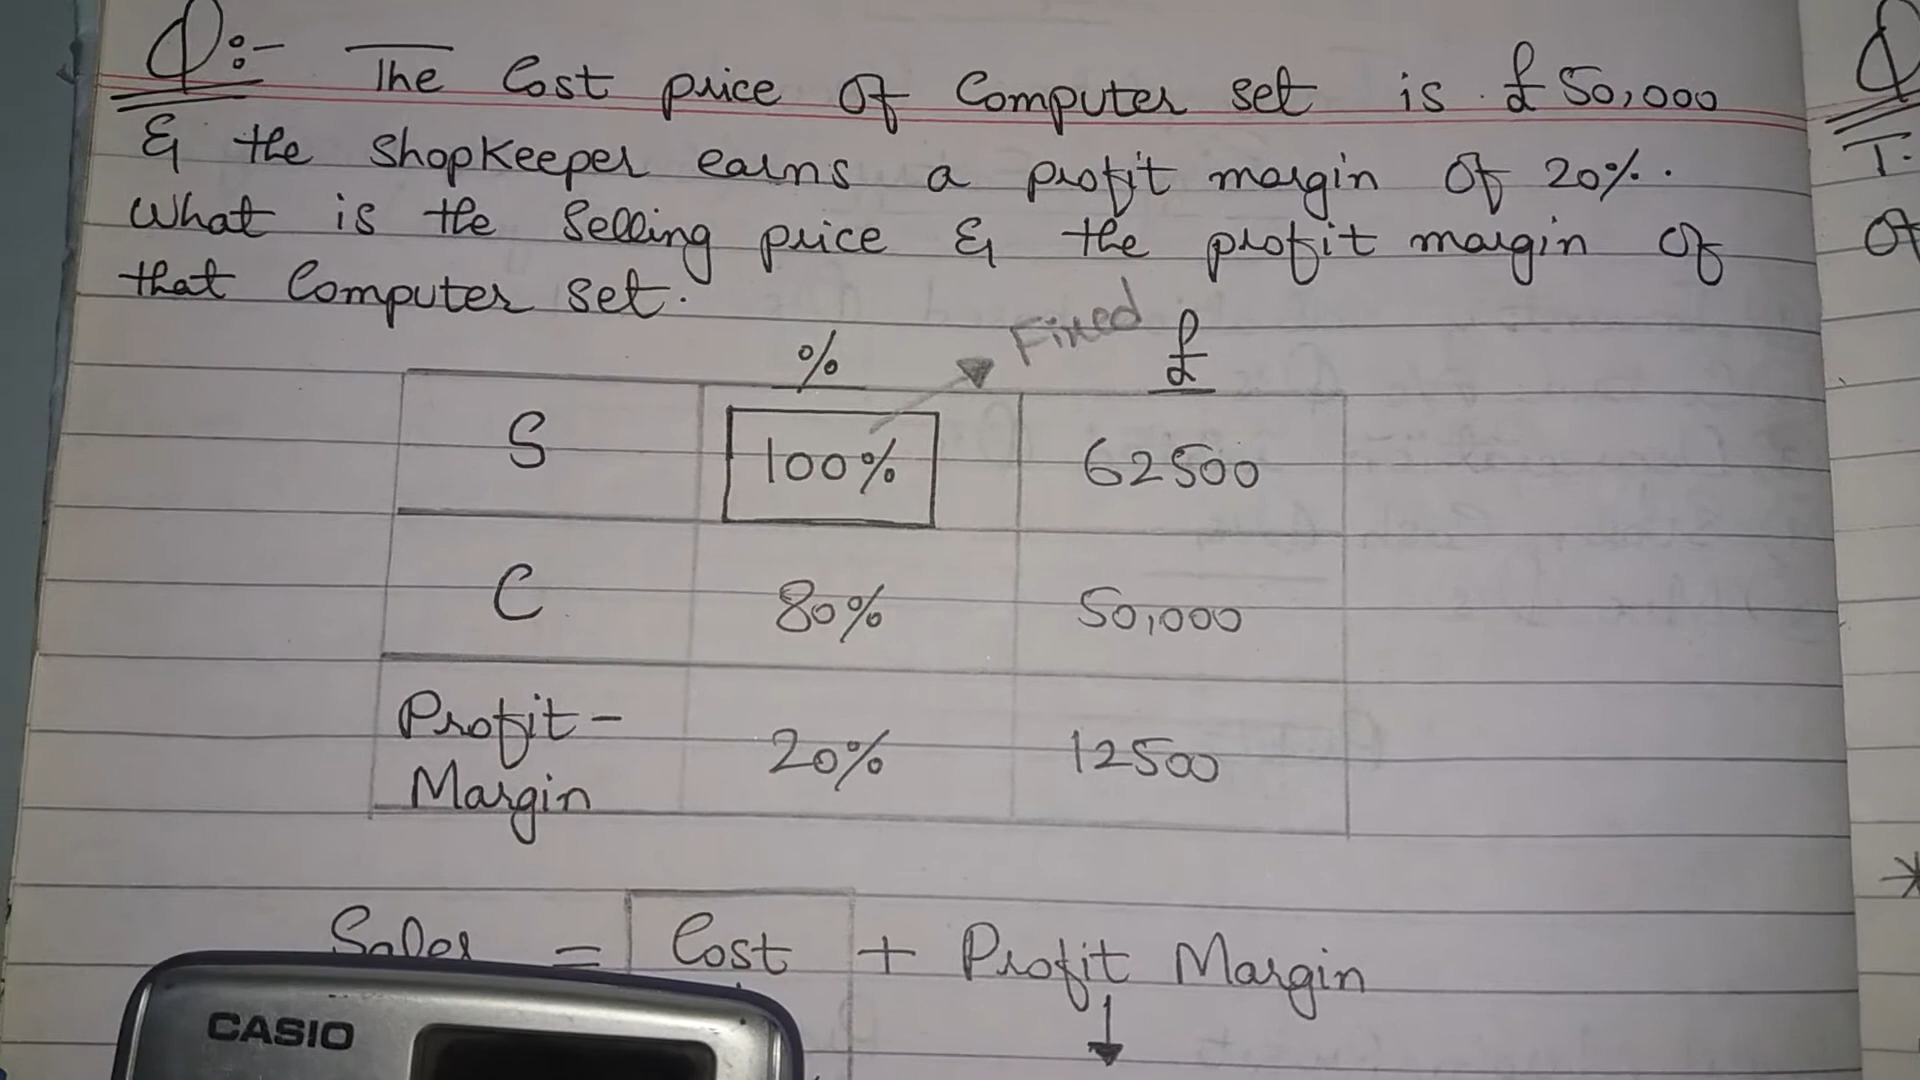 Q:- The Cost price of Computer set is £50,000
& the shopkeeper earns a profit margin of 20%.
What is the selling price & the profit margin of
that Computer set.
% Fixed £
S 100% 62500
C 80% 50,000
Profit-
Margin 20% 12500
Sales = Cost + Profit Margin
CASIO
Q
T.
Of
*